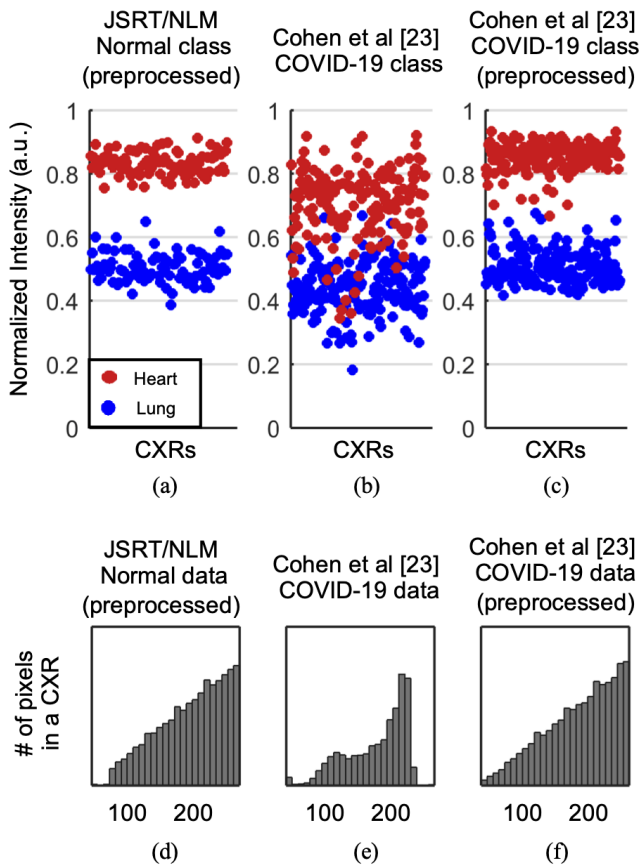 JSRT/NLM
Normal class
(preprocessed)
Cohen et al [23]
COVID-19 class
Cohen et al [23]
COVID-19 class
(preprocessed)
Normalized Intensity (a.u.)
1
0.8
0.6
0.4
0.2
0
Heart
Lung
CXRs
(a)
1
0.8
0.6
0.4
0.2
0
CXRs
(b)
1
0.8
0.6
0.4
0.2
0
CXRs
(c)
JSRT/NLM
Normal data
(preprocessed)
Cohen et al [23]
COVID-19 data
Cohen et al [23]
COVID-19 data
(preprocessed)
# of pixels
in a CXR
100 200
(d)
100 200
(e)
100 200
(f)